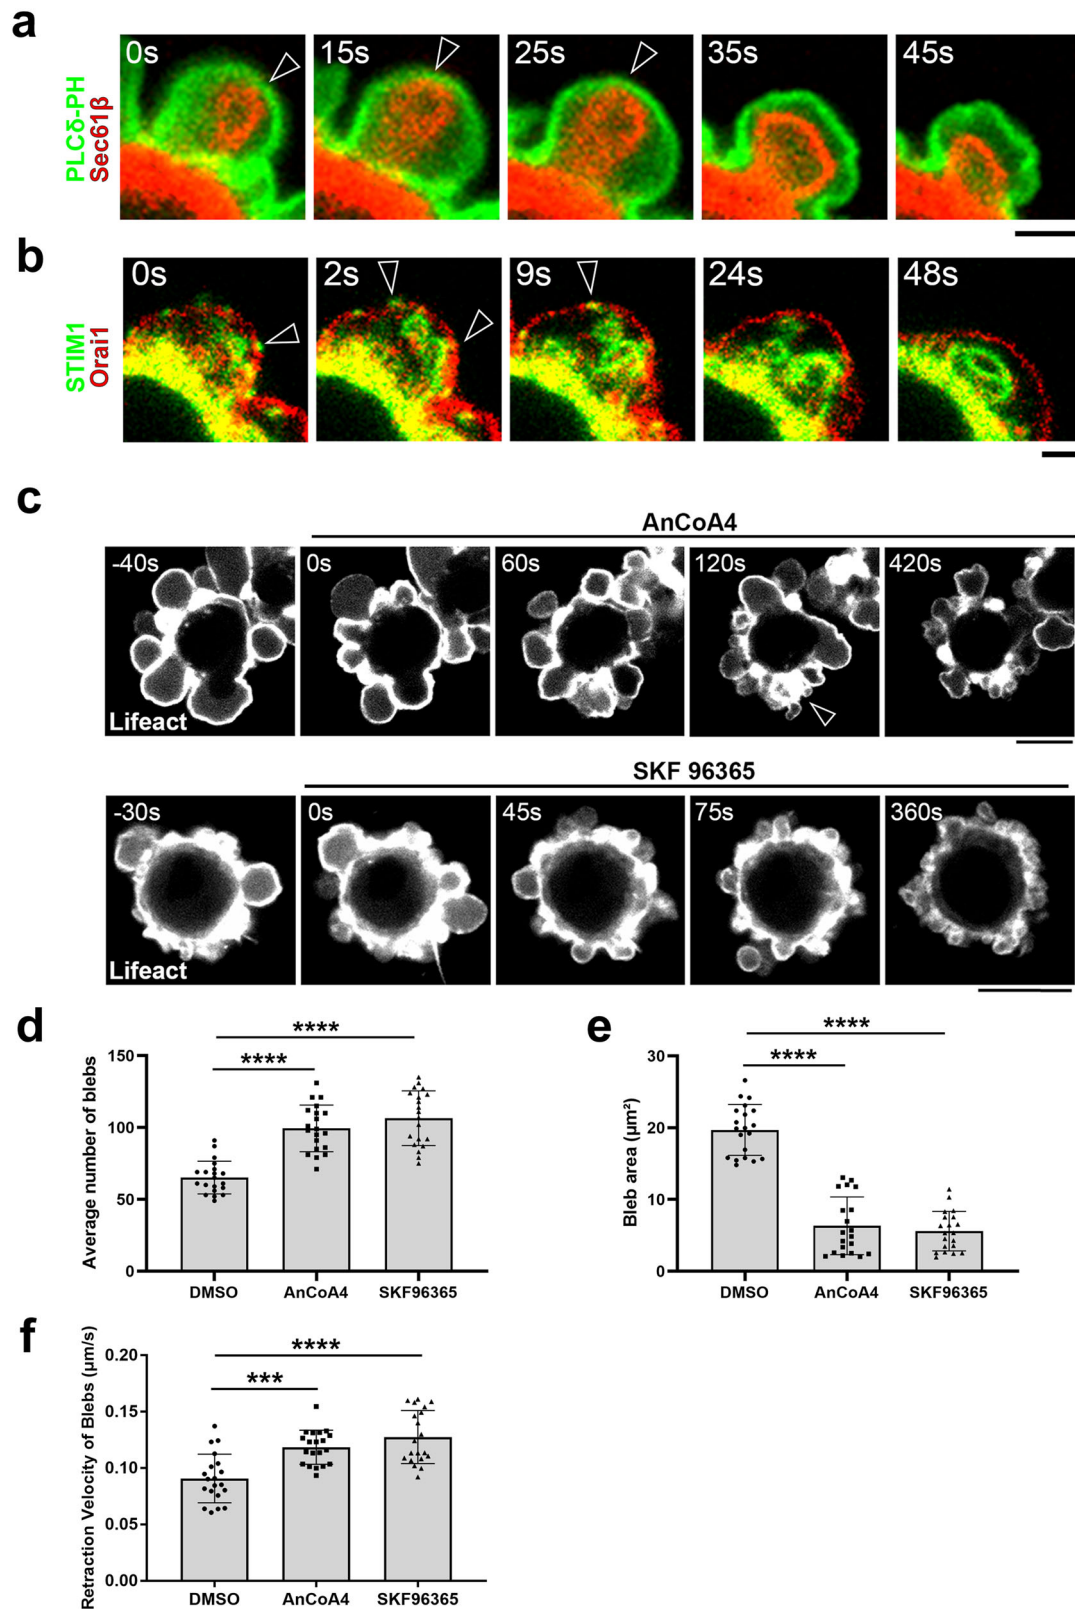 a
PLCδ-PH
Sec61β
0s
15s
25s
35s
45s
b
STIM1
Orai1
0s
2s
9s
24s
48s
c
AnCoA4
-40s
0s
60s
120s
420s
Lifeact
SKF 96365
-30s
0s
45s
75s
360s
Lifeact
d
Average number of blebs
150
100
50
0
****
****
DMSO
AnCoA4
SKF96365
e
Bleb area (μm²)
30
20
10
0
****
****
DMSO
AnCoA4
SKF96365
f
Retraction Velocity of Blebs (μm/s)
0.20
0.15
0.10
0.05
0.00
****
***
DMSO
AnCoA4
SKF96365